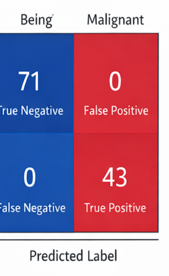 Being Malignant
71 0
True Negative False Positive
0 43
False Negative True Positive
Predicted Label